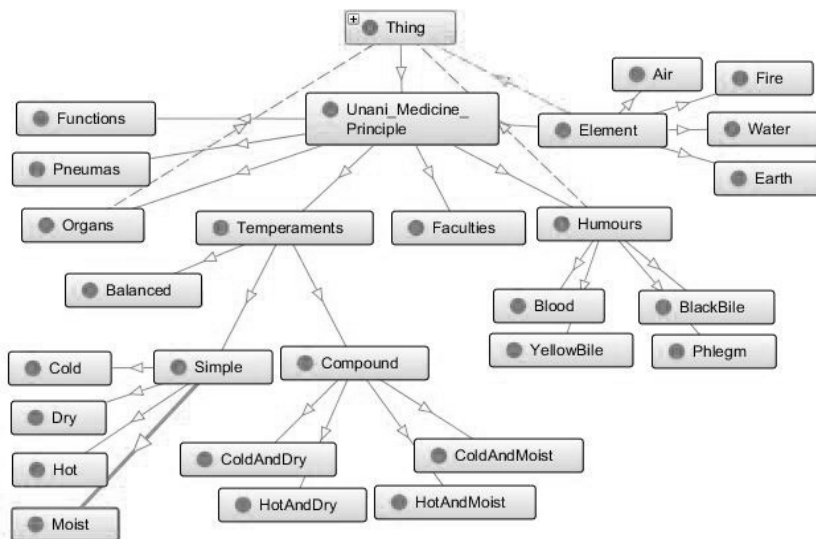 Thing
Air
Fire
Functions
Unani_Medicine_
Principle
Element
Water
Pneumas
Earth
Organs
Temperaments
Faculties
Humours
Balanced
Blood
BlackBile
YellowBile
Phlegm
Cold
Simple
Compound
Dry
ColdAndDry
ColdAndMoist
Hot
HotAndDry
HotAndMoist
Moist